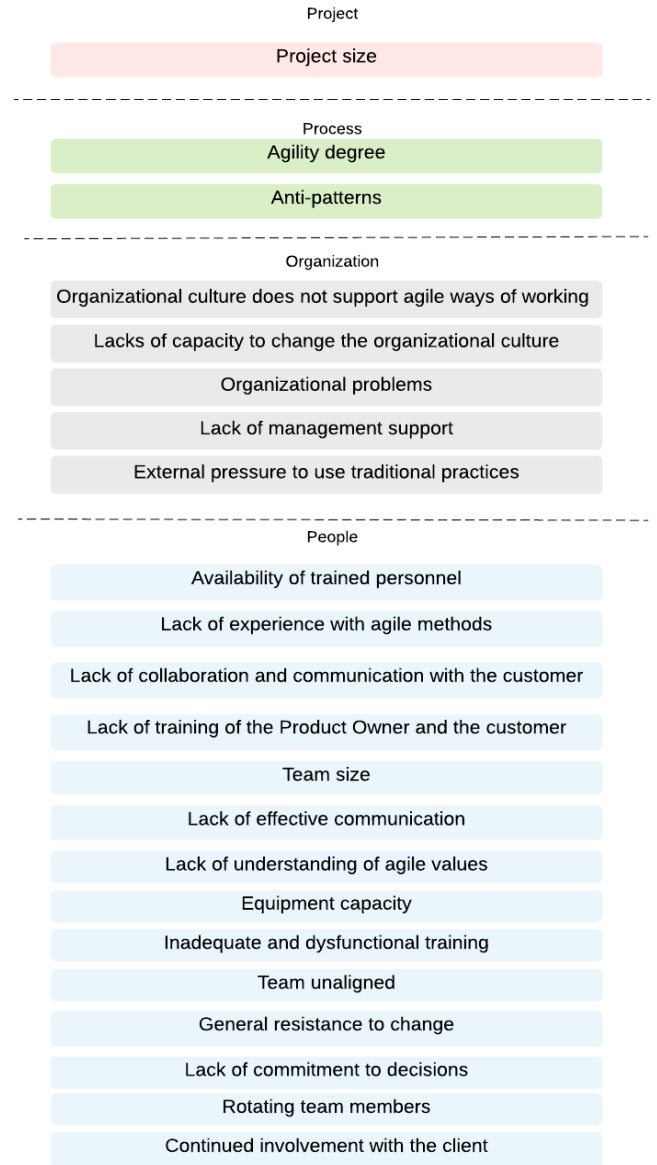 Project
Project size
Process
Agility degree
Anti-patterns
Organization
Organizational culture does not support agile ways of working
Lacks of capacity to change the organizational culture
Organizational problems
Lack of management support
External pressure to use traditional practices
People
Availability of trained personnel
Lack of experience with agile methods
Lack of collaboration and communication with the customer
Lack of training of the Product Owner and the customer
Team size
Lack of effective communication
Lack of understanding of agile values
Equipment capacity
Inadequate and dysfunctional training
Team unaligned
General resistance to change
Lack of commitment to decisions
Rotating team members
Continued involvement with the client